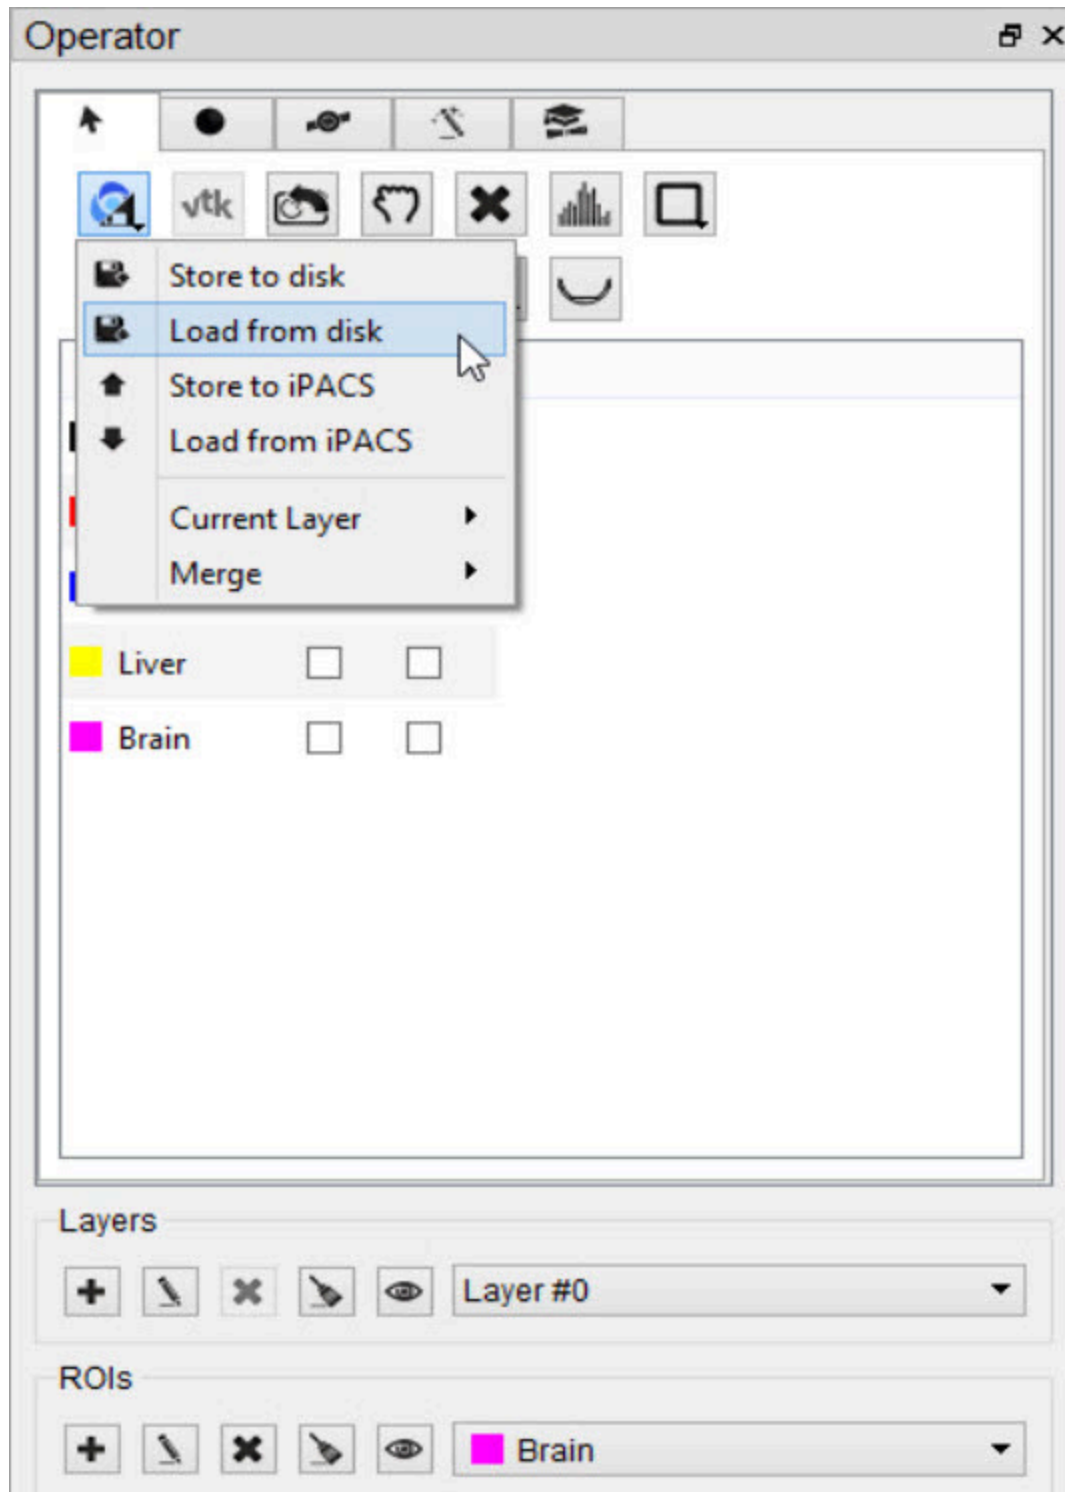 Operator
vtk
Store to disk
Load from disk
Store to iPACS
Load from iPACS
Current Layer
Merge
Liver
Brain
Layers
Layer #0
ROIs
Brain